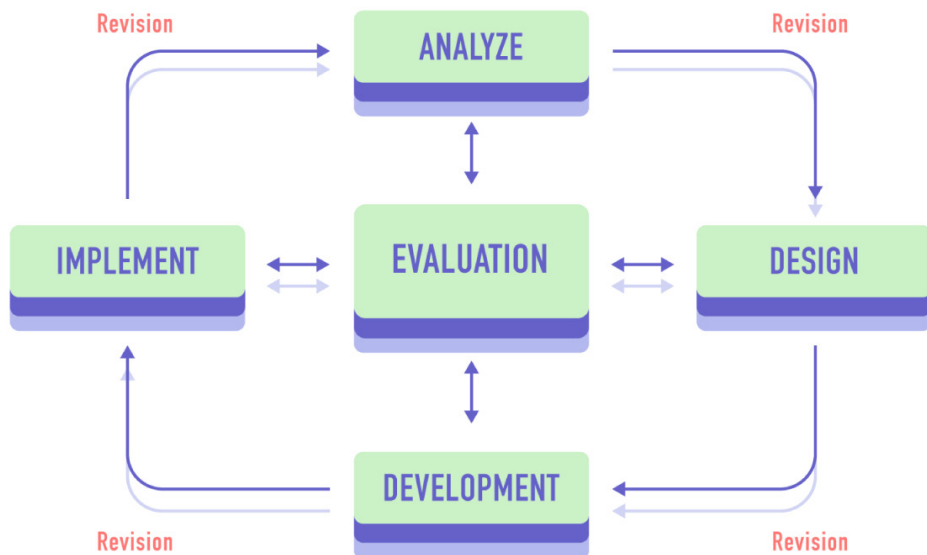 Revision
Revision
ANALYZE
IMPLEMENT
EVALUATION
DESIGN
DEVELOPMENT
Revision
Revision